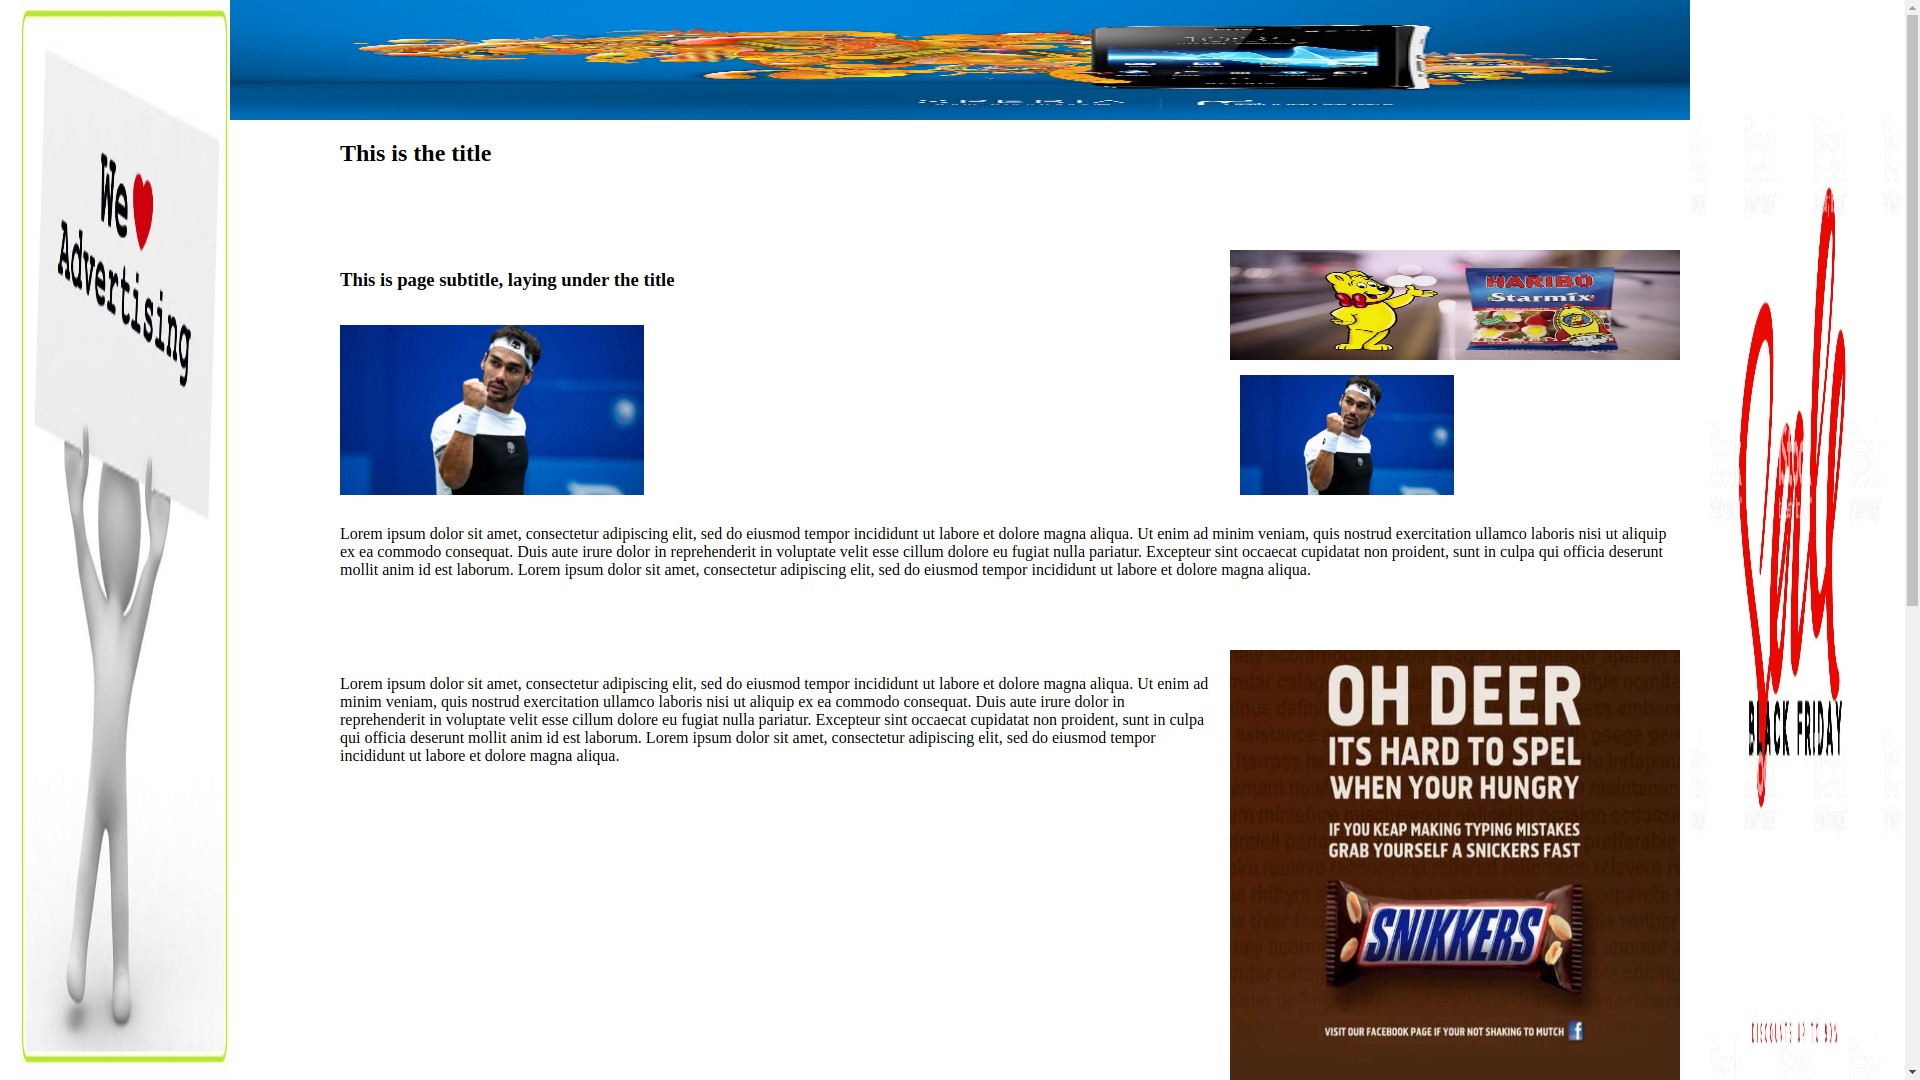 We
Advertising
This is the title
This is page subtitle, laying under the title
HARIBO
Starmix
Lorem ipsum dolor sit amet, consectetur adipiscing elit, sed do eiusmod tempor incididunt ut labore et dolore magna aliqua. Ut enim ad minim veniam, quis nostrud exercitation ullamco laboris nisi ut aliquip
ex ea commodo consequat. Duis aute irure dolor in reprehenderit in voluptate velit esse cillum dolore eu fugiat nulla pariatur. Excepteur sint occaecat cupidatat non proident, sunt in culpa qui officia deserunt
mollit anim id est laborum. Lorem ipsum dolor sit amet, consectetur adipiscing elit, sed do eiusmod tempor incididunt ut labore et dolore magna aliqua.
Lorem ipsum dolor sit amet, consectetur adipiscing elit, sed do eiusmod tempor incididunt ut labore et dolore magna aliqua. Ut enim ad
minim veniam, quis nostrud exercitation ullamco laboris nisi ut aliquip ex ea commodo consequat. Duis aute irure dolor in
reprehenderit in voluptate velit esse cillum dolore eu fugiat nulla pariatur. Excepteur sint occaecat cupidatat non proident, sunt in culpa
qui officia deserunt mollit anim id est laborum. Lorem ipsum dolor sit amet, consectetur adipiscing elit, sed do eiusmod tempor
incididunt ut labore et dolore magna aliqua.
OH DEER
ITS HARD TO SPEL
WHEN YOUR HUNGRY
IF YOU KEAP MAKING TYPING MISTAKES
GRAB YOURSELF A SNICKERS FAST
SNIKKERS
VISIT OUR FACEBOOK PAGE IF YOUR NOT SHAKING TO MUTCH
BLACK FRIDAY
DISCOUNTS UP TO 90%